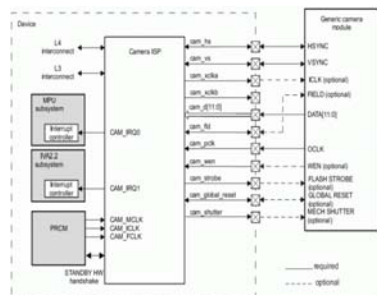 Device
Generic camera
module
Camera ISP
L4
interconnect
L3
interconnect
MPU
subsystem
Interrupt
controller
IVA2.2
subsystem
Interrupt
controller
PRCM
STANDBY HW
handshake
CAM_IRQ0
CAM_IRQ1
CAM_MCLK
CAM_ICLK
CAM_FCLK
cam_hs
cam_vs
cam_xclka
cam_xclkb
cam_d[11:0]
cam_fld
cam_pclk
cam_wen
cam_strobe
cam_global_reset
cam_shutter
HSYNC
VSYNC
ICLK (optional)
FIELD (optional)
DATA[11:0]
OCLK
WEN (optional)
FLASH STROBE
(optional)
GLOBAL RESET
(optional)
MECH SHUTTER
(optional)
required
optional